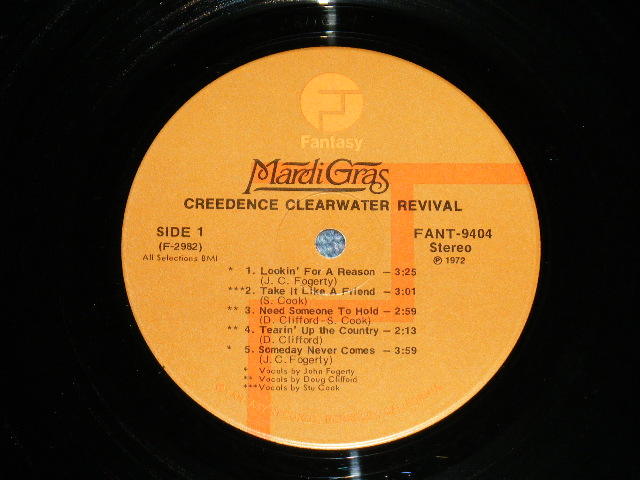 Fantasy
Mardi Gras
CREEDENCE CLEARWATER REVIVAL
SIDE 1
(F-2982)
All Selections BMI
FANT-9404
Stereo
℗ 1972
* 1. Lookin' For A Reason — 3:25
(J. C. Fogerty)
***2. Take It Like A Friend — 3:01
(S. Cook)
** 3. Need Someone To Hold — 2:59
(D. Clifford - S. Cook)
** 4. Tearin' Up the Country — 2:13
(D. Clifford)
* 5. Someday Never Comes — 3:59
(J. C. Fogerty)
* Vocals by John Fogerty
** Vocals by Doug Clifford
***Vocals by Stu Cook